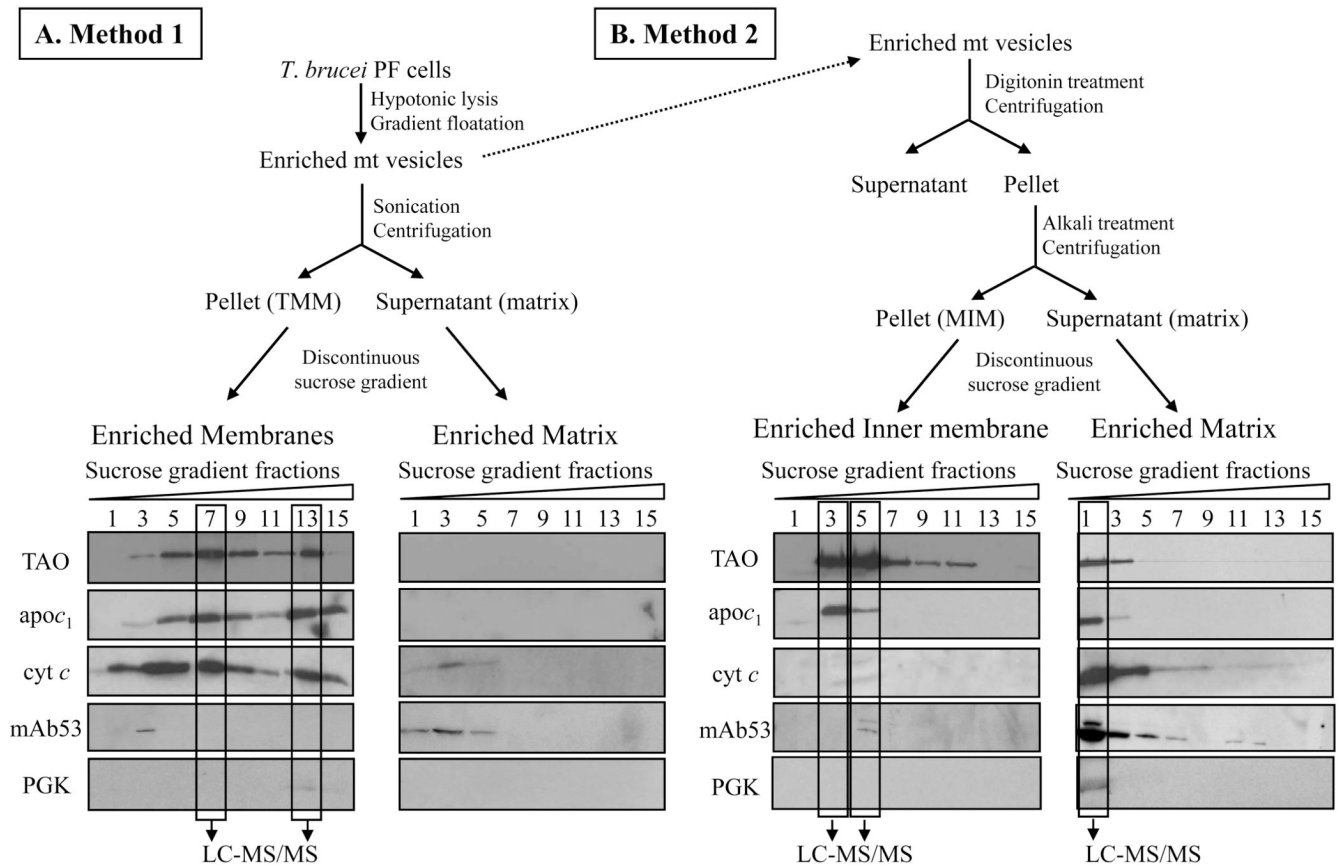 A. Method 1
T. brucei PF cells
Hypotonic lysis
Gradient floatation
Enriched mt vesicles
Sonication
Centrifugation
Pellet (TMM)
Supernatant (matrix)
Discontinuous
sucrose gradient
Enriched Membranes
Enriched Matrix
Sucrose gradient fractions
Sucrose gradient fractions
1 3 5 7 9 11 13 15
1 3 5 7 9 11 13 15
TAO
apoc₁
cyt c
mAb53
PGK
LC-MS/MS
B. Method 2
Enriched mt vesicles
Digitonin treatment
Centrifugation
Supernatant
Pellet
Alkali treatment
Centrifugation
Pellet (MIM)
Supernatant (matrix)
Discontinuous
sucrose gradient
Enriched Inner membrane
Enriched Matrix
Sucrose gradient fractions
Sucrose gradient fractions
1 3 5 7 9 11 13 15
1 3 5 7 9 11 13 15
TAO
apoc₁
cyt c
mAb53
PGK
LC-MS/MS
LC-MS/MS